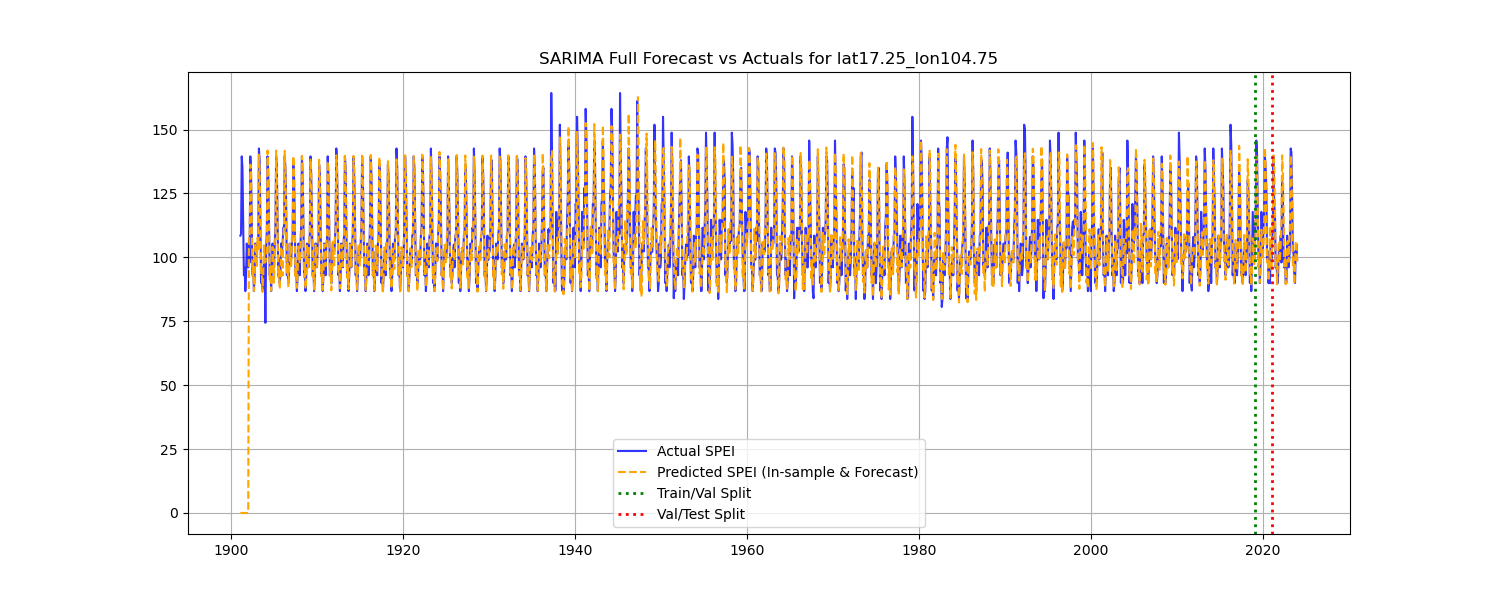 SARIMA Full Forecast vs Actuals for lat17.25_lon104.75
150
125
100
75
50
25
0
Actual SPEI
Predicted SPEI (In-sample & Forecast)
Train/Val Split
Val/Test Split
1900
1920
1940
1960
1980
2000
2020